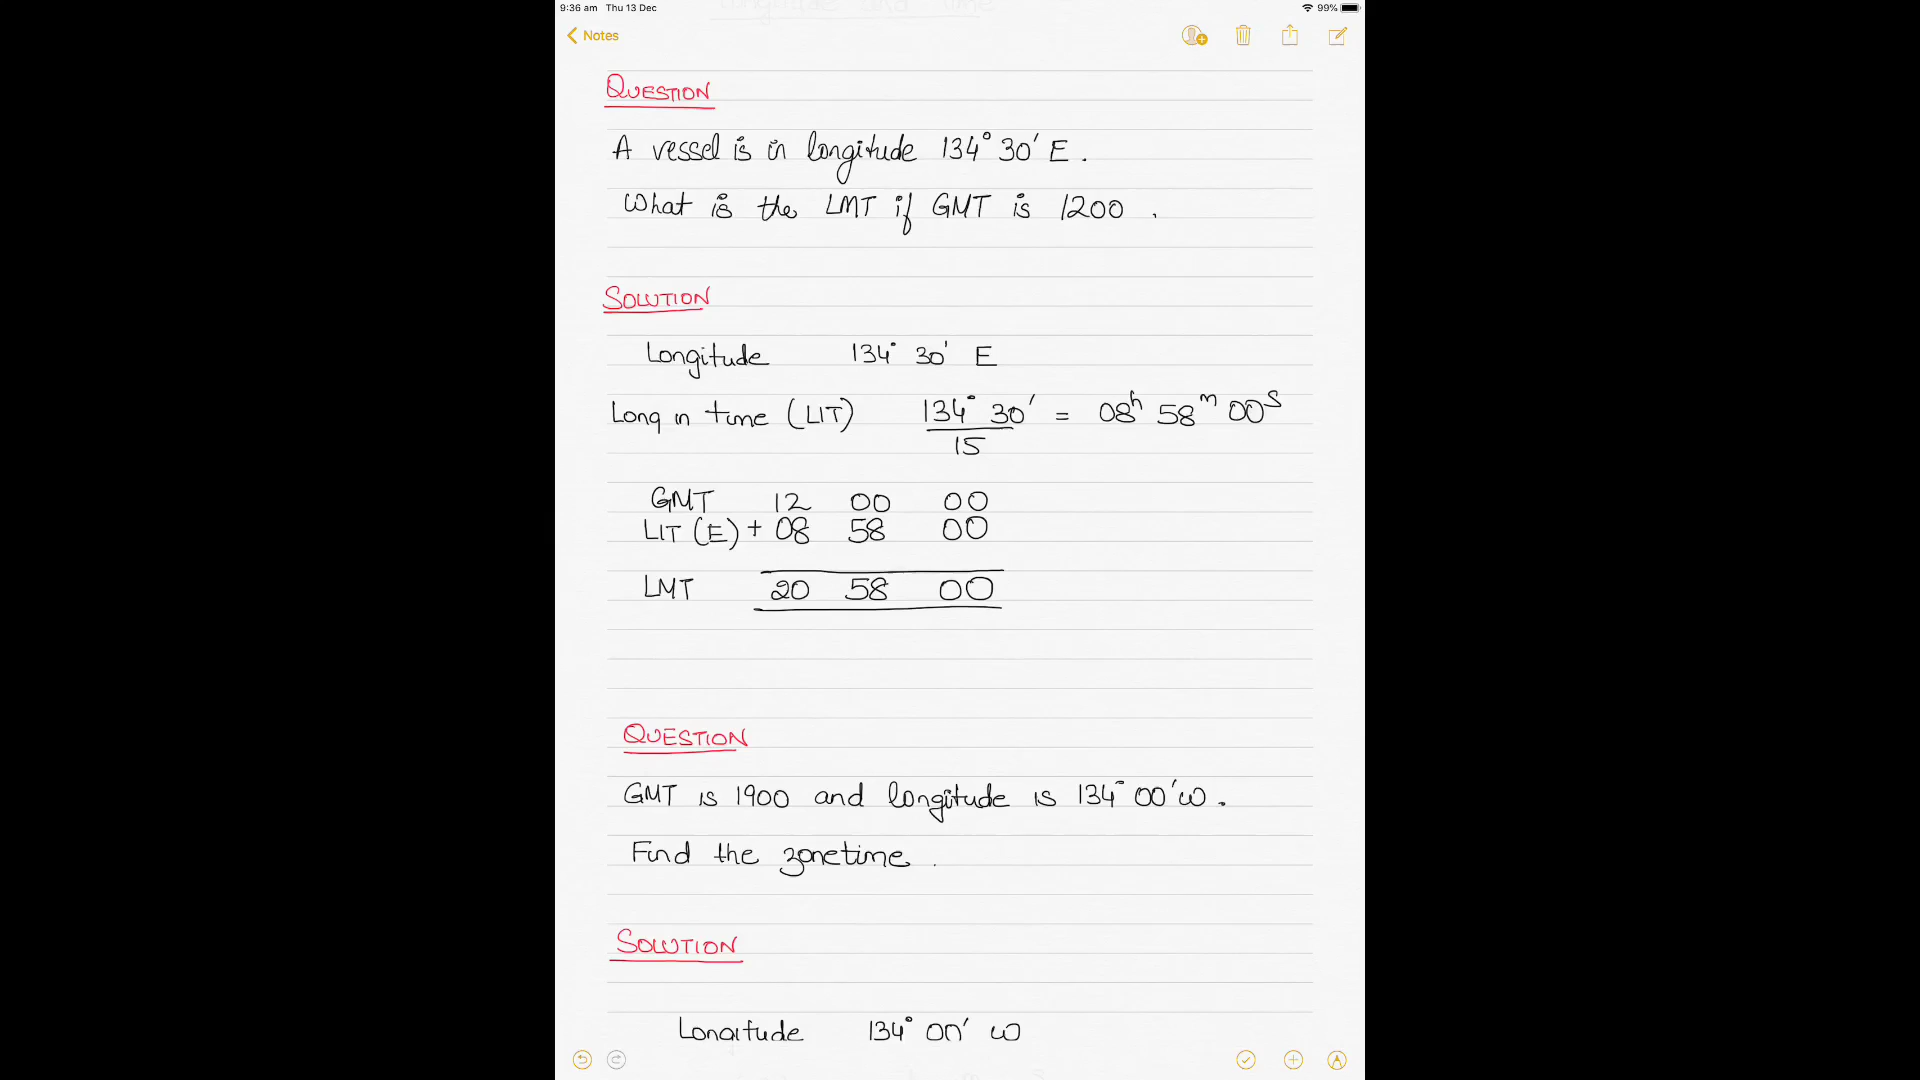 9:36 am Thu 13 Dec
99%
Notes
QUESTION
A vessel is in longitude 134° 30' E.
What is the LMT if GMT is 1200.
SOLUTION
Longitude 134° 30' E
Long in time (LIT) 134° 30' / 15 = 08h 58m 00s
GMT 12 00 00
LIT (E) + 08 58 00
LMT 20 58 00
QUESTION
GMT is 1900 and longitude is 134° 00' W.
Find the zonetime.
SOLUTION
Longitude 134° 00' W